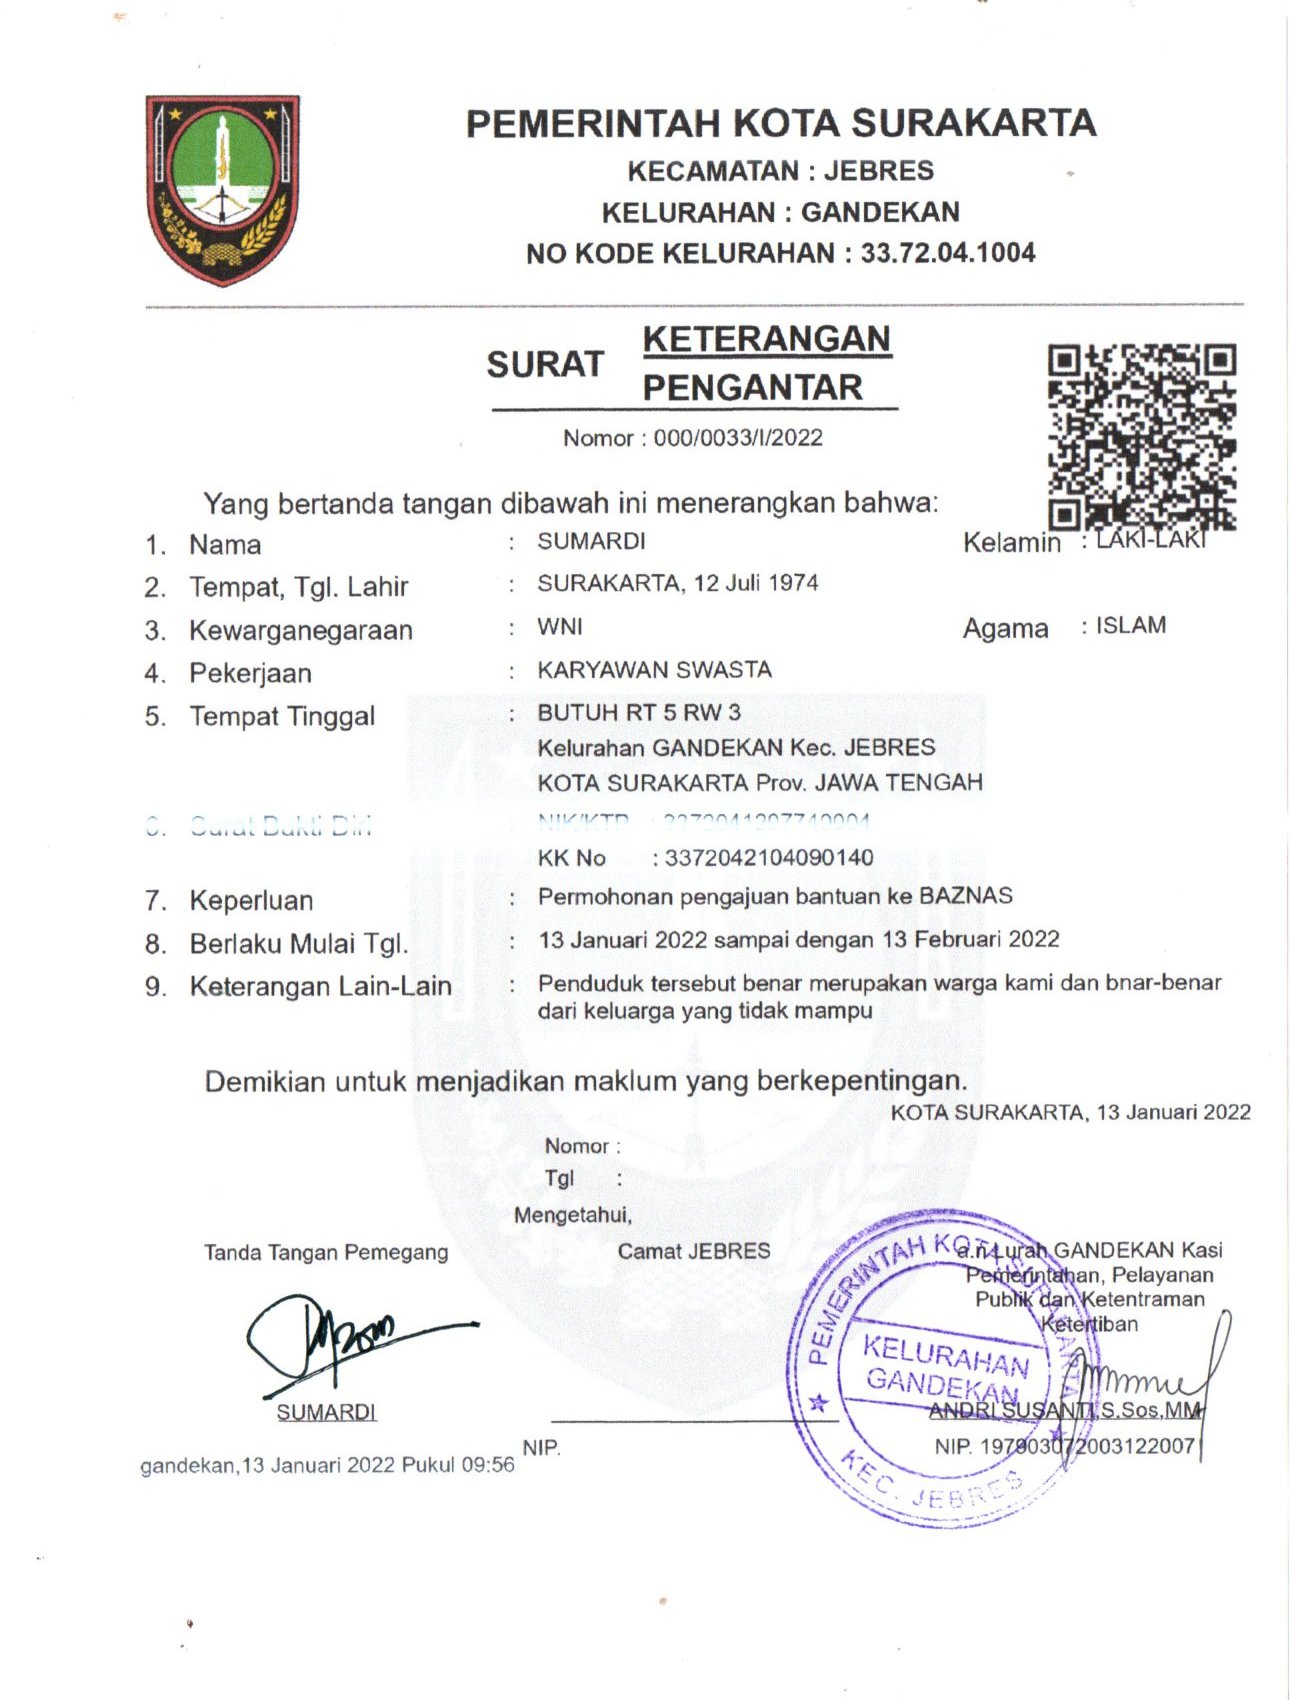 PEMERINTAH KOTA SURAKARTA
KECAMATAN : JEBRES
KELURAHAN : GANDEKAN
NO KODE KELURAHAN : 33.72.04.1004
SURAT KETERANGAN
PENGANTAR
Nomor : 000/0033/I/2022
Yang bertanda tangan dibawah ini menerangkan bahwa:
1. Nama : SUMARDI Kelamin : LAKI-LAKI
2. Tempat, Tgl. Lahir : SURAKARTA, 12 Juli 1974
3. Kewarganegaraan : WNI Agama : ISLAM
4. Pekerjaan : KARYAWAN SWASTA
5. Tempat Tinggal : BUTUH RT 5 RW 3
Kelurahan GANDEKAN Kec. JEBRES
KOTA SURAKARTA Prov. JAWA TENGAH
6. Surat Bukti Diri : NIK/KTP :
KK No : 3372042104090140
7. Keperluan : Permohonan pengajuan bantuan ke BAZNAS
8. Berlaku Mulai Tgl. : 13 Januari 2022 sampai dengan 13 Februari 2022
9. Keterangan Lain-Lain : Penduduk tersebut benar merupakan warga kami dan bnar-benar
dari keluarga yang tidak mampu
Demikian untuk menjadikan maklum yang berkepentingan.
KOTA SURAKARTA, 13 Januari 2022
Nomor :
Tgl :
Mengetahui,
Tanda Tangan Pemegang
Camat JEBRES
a.n Lurah GANDEKAN Kasi
Pemerintahan, Pelayanan
Publik dan Ketentraman
Ketertiban
PEMERINTAH KOTA SURAKARTA
KELURAHAN
GANDEKAN
KEC. JEBRES
SUMARDI
ANDRI SUSANTI,S.Sos,MM
NIP.
NIP. 197903072003122007
gandekan,13 Januari 2022 Pukul 09:56